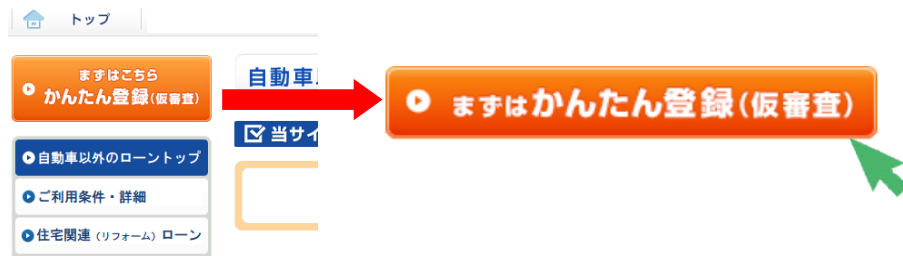 トップ
まずはこちら
かんたん登録(仮審査)
自動車
まずはかんたん登録(仮審査)
当サイ
自動車以外のローントップ
ご利用条件・詳細
住宅関連（リフォーム）ローン